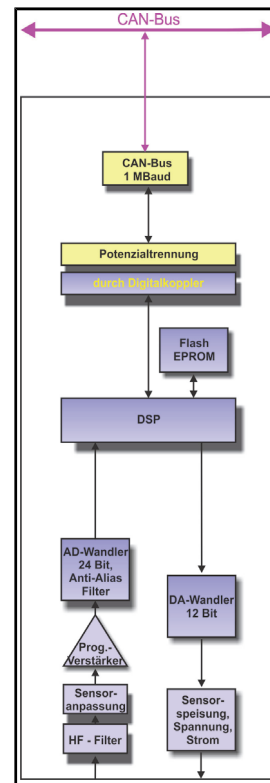 CAN-Bus
CAN-Bus
1 MBaud
Potenzialtrennung
durch Digitalkoppler
Flash
EPROM
DSP
AD-Wandler
24 Bit,
Anti-Alias
Filter
DA-Wandler
12 Bit
Prog.-
Verstärker
Sensor-
anpassung
HF - Filter
Sensor-
speisung,
Spannung,
Strom